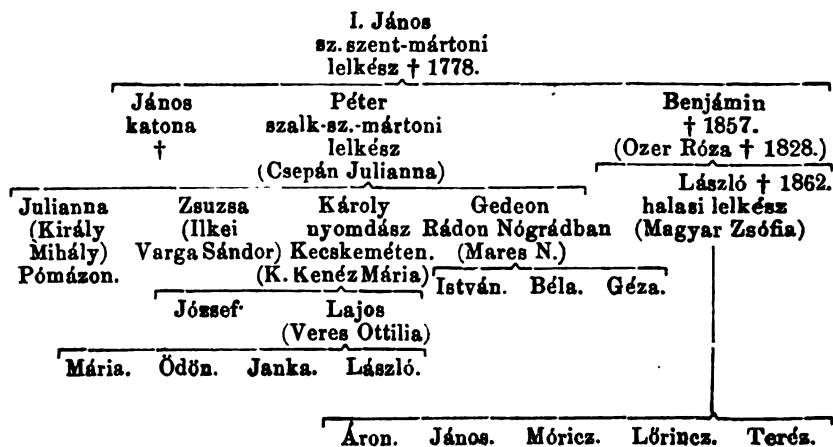 I. János
sz. szent-mártoni
lelkész † 1778.
János Péter Benjámin
katona szalk-sz.-mártoni † 1857.
† lelkész (Ozer Róza † 1828.)
(Csepán Julianna) László † 1862.
Julianna Zsuzsa Károly Gedeon halasi lelkész
(Király (Ilkei nyomdász Rádon Nógrádban (Magyar Zsófia)
Mihály) Varga Sándor) Kecskeméten. (Mares N.)
Pómázon. (K. Kenéz Mária) István. Béla. Géza.
József· Lajos
(Veres Ottilia)
Mária. Ödön. Janka. László.
Áron. János. Móricz. Lőrincz. Teréz.